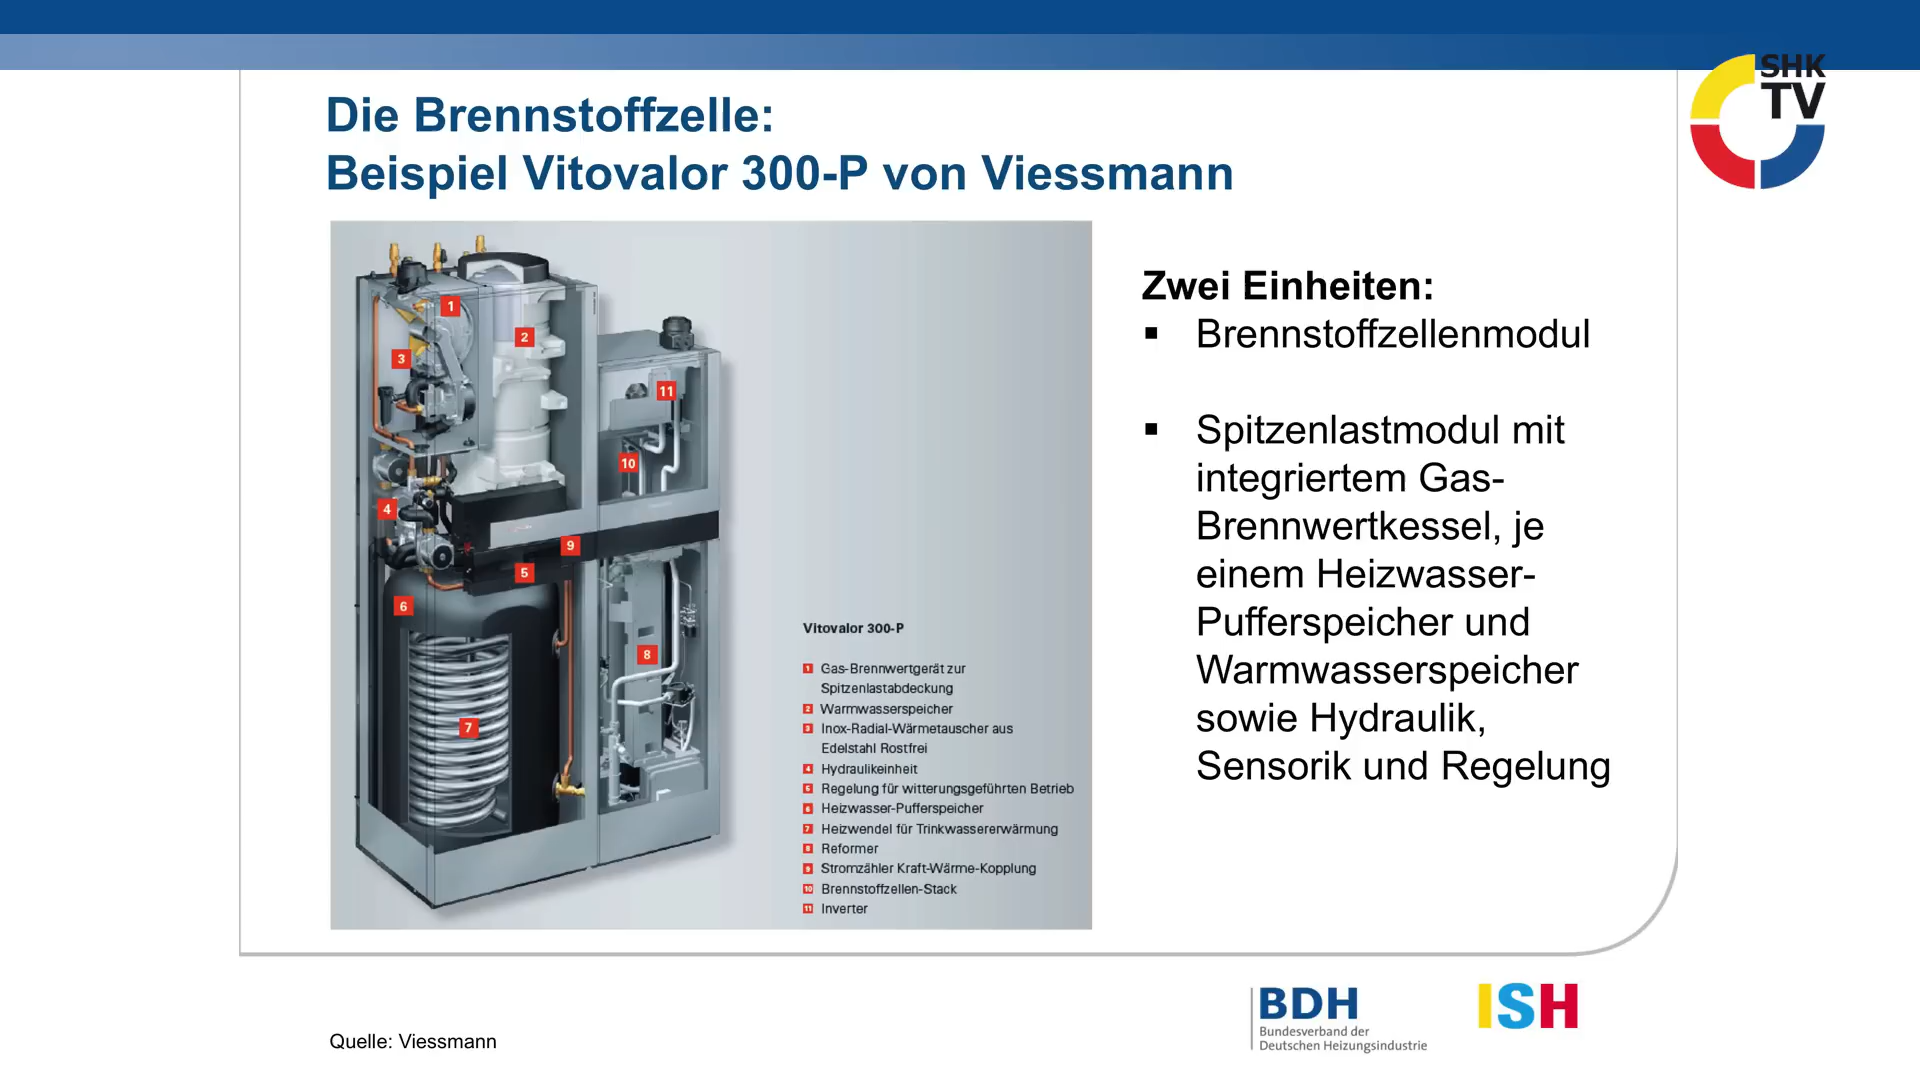 SHK
TV
Die Brennstoffzelle:
Beispiel Vitovalor 300-P von Viessmann
1
2
3
11
10
4
9
5
6
8
7
Vitovalor 300-P
1 Gas-Brennwertgerät zur
Spitzenlastabdeckung
2 Warmwasserspeicher
3 Inox-Radial-Wärmetauscher aus
Edelstahl Rostfrei
4 Hydraulikeinheit
5 Regelung für witterungsgeführten Betrieb
6 Heizwasser-Pufferspeicher
7 Heizwendel für Trinkwassererwärmung
8 Reformer
9 Stromzähler Kraft-Wärme-Kopplung
10 Brennstoffzellen-Stack
11 Inverter
Zwei Einheiten:
▪ Brennstoffzellenmodul
▪ Spitzenlastmodul mit
integriertem Gas-
Brennwertkessel, je
einem Heizwasser-
Pufferspeicher und
Warmwasserspeicher
sowie Hydraulik,
Sensorik und Regelung
BDH
Bundesverband der
Deutschen Heizungsindustrie
ISH
Quelle: Viessmann